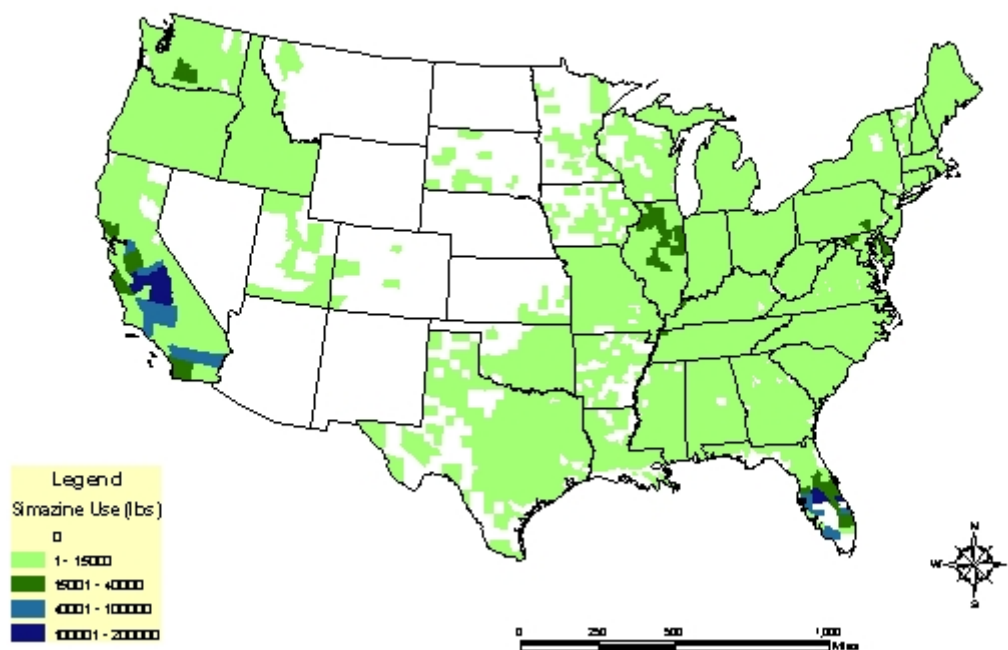 Legend
Simazine Use (lbs)
0
1 - 15000
15001 - 40000
40001 - 100000
100001 - 200000
N
W E
S
0 250 500 1,000
Miles